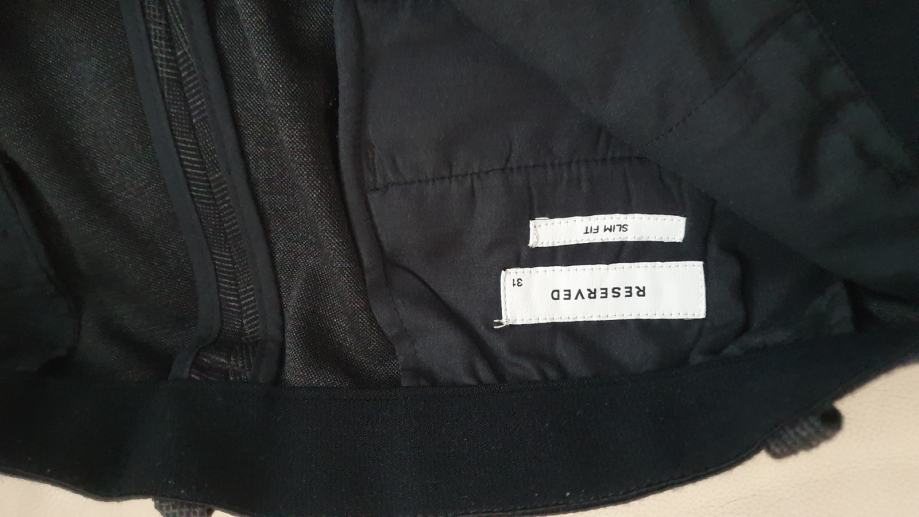 RESERVED
31
SLIM FIT